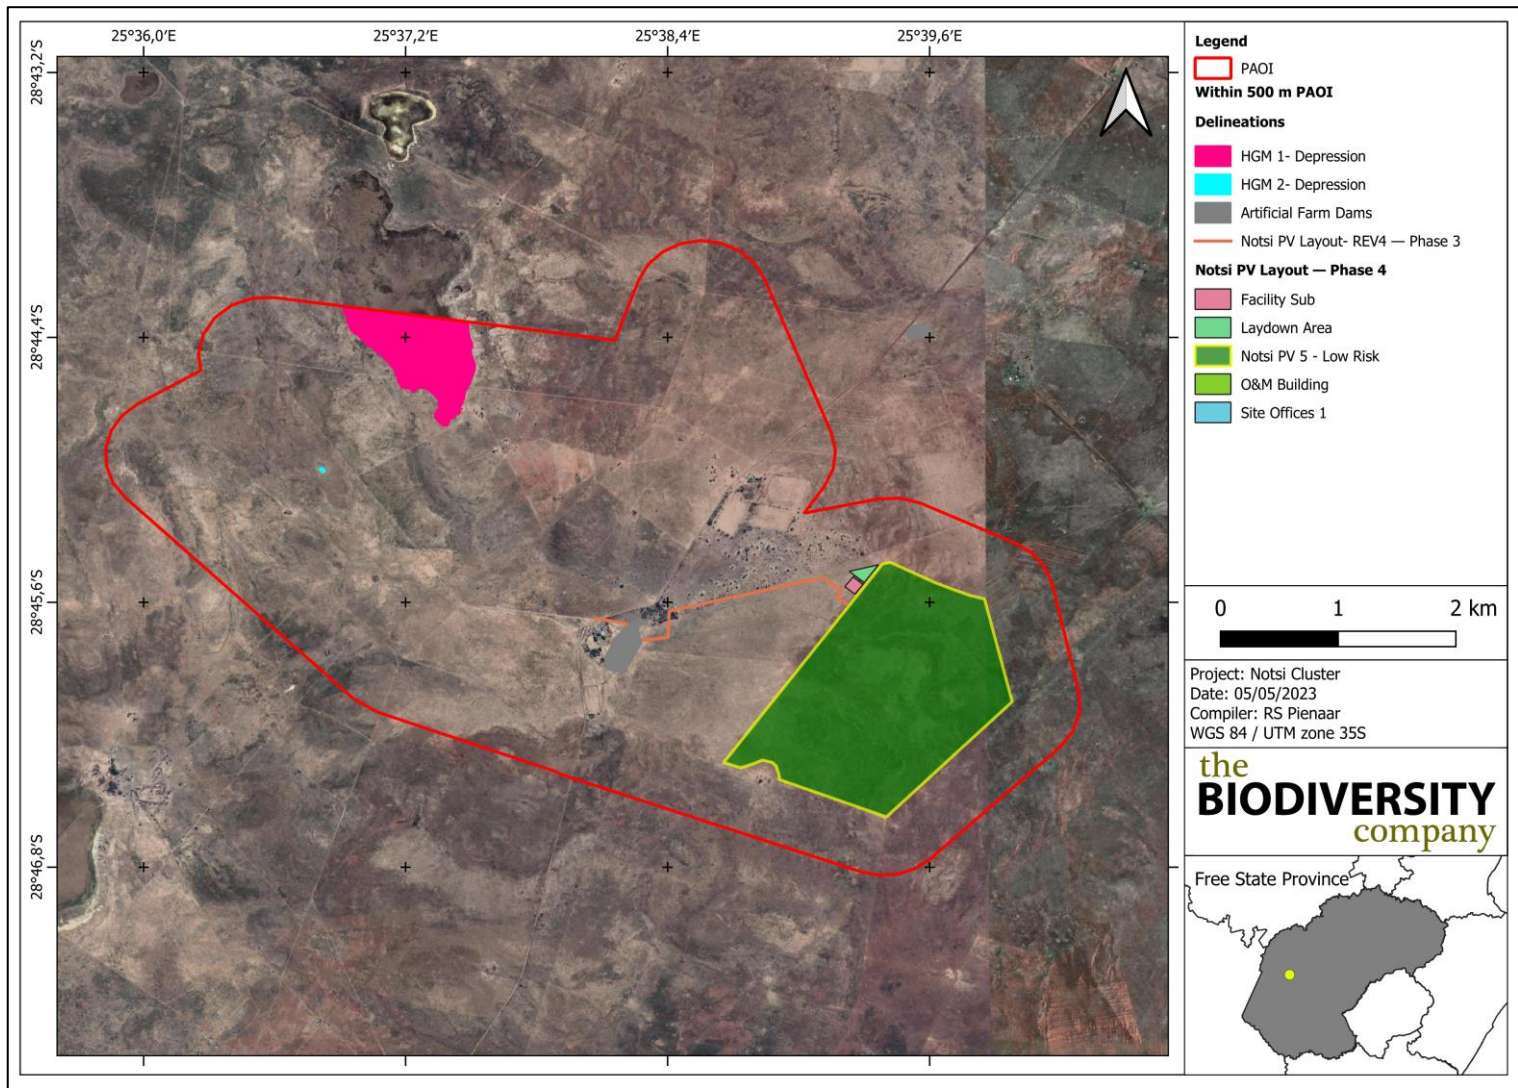 25°36,0′E 25°37,2′E 25°38,4′E 25°39,6′E
28°43,2′S
28°44,4′S
28°45,6′S
28°46,8′S
Legend
PAOI
Within 500 m PAOI
Delineations
HGM 1- Depression
HGM 2- Depression
Artificial Farm Dams
Notsi PV Layout- REV4 — Phase 3
Notsi PV Layout — Phase 4
Facility Sub
Laydown Area
Notsi PV 5 - Low Risk
O&M Building
Site Offices 1
0 1 2 km
Project: Notsi Cluster
Date: 05/05/2023
Compiler: RS Pienaar
WGS 84 / UTM zone 35S
the
BIODIVERSITY
company
Free State Province